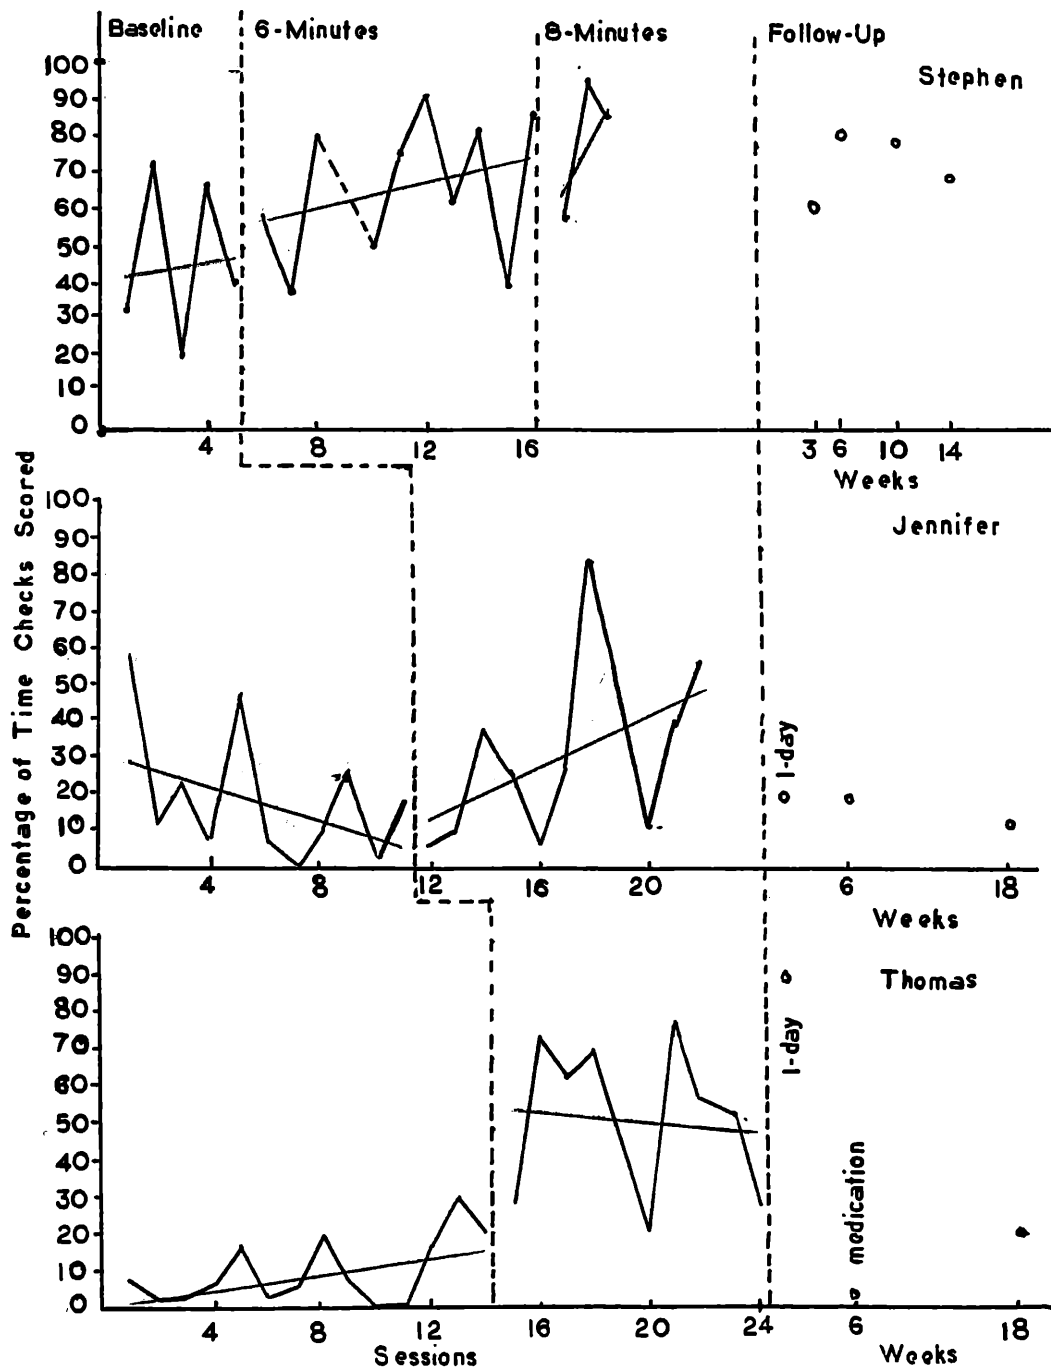 Baseline 6-Minutes 8-Minutes Follow-Up
Stephen
100
90
80
70
60
50
40
30
20
10
0
4 8 12 16 3 6 10 14
Weeks
Percentage of Time Checks Scored
Jennifer
100
90
80
70
60
50
40
30
20
10
0
1-day
4 8 12 16 20 6 18
Weeks
Thomas
100
90
80
70
60
50
40
30
20
10
0
1-day
medication
4 8 12 16 20 24 6 18
Sessions Weeks